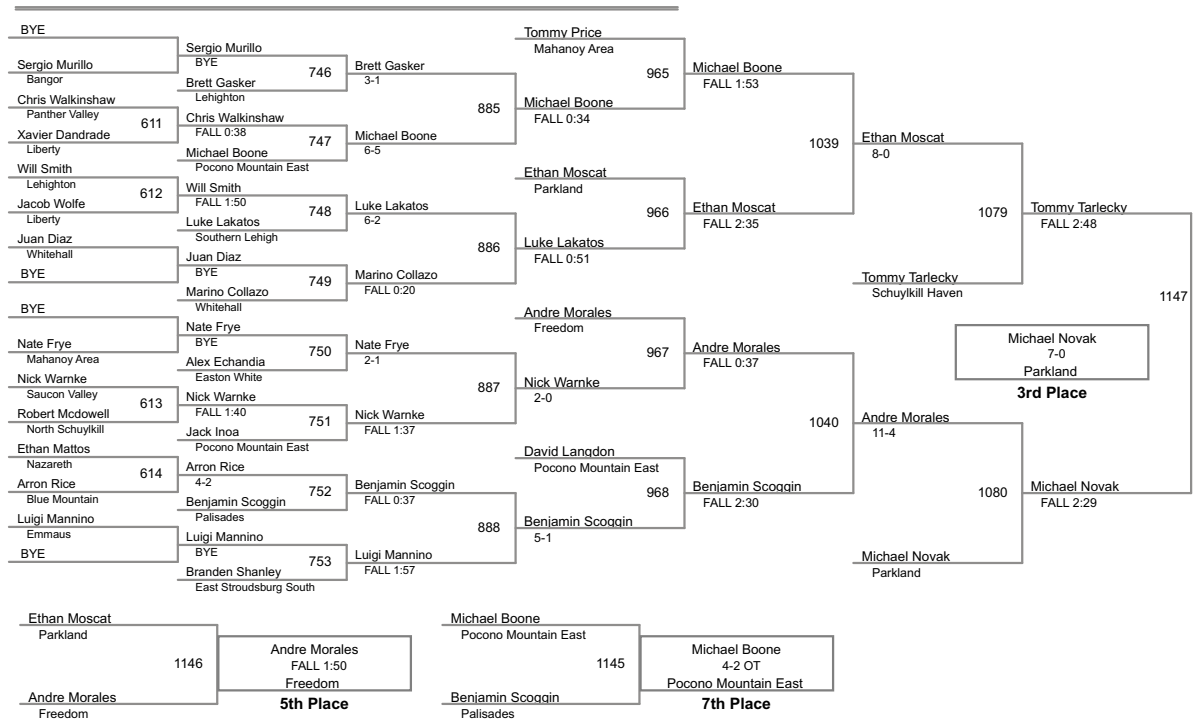 BYE
Sergio Murillo
Bangor
Chris Walkinshaw
Panther Valley
611
Xavier Dandrade
Liberty
Will Smith
Lehighton
612
Jacob Wolfe
Liberty
Juan Diaz
Whitehall
BYE
BYE
Nate Frye
Mahanoy Area
Nick Warnke
Saucon Valley
613
Robert Mcdowell
North Schuylkill
Ethan Mattos
Nazareth
614
Arron Rice
Blue Mountain
Luigi Mannino
Emmaus
BYE
Sergio Murillo
BYE
746
Brett Gasker
Lehighton
Chris Walkinshaw
FALL 0:38
747
Michael Boone
Pocono Mountain East
Will Smith
FALL 1:50
748
Luke Lakatos
Southern Lehigh
Juan Diaz
BYE
749
Marino Collazo
Whitehall
Nate Frye
BYE
750
Alex Echandia
Easton White
Nick Warnke
FALL 1:40
751
Jack Inoa
Pocono Mountain East
Arron Rice
4-2
752
Benjamin Scoggin
Palisades
Luigi Mannino
BYE
753
Branden Shanley
East Stroudsburg South
Brett Gasker
3-1
885
Michael Boone
6-5
Luke Lakatos
6-2
886
Marino Collazo
FALL 0:20
Nate Frye
2-1
887
Nick Warnke
FALL 1:37
Benjamin Scoggin
FALL 0:37
888
Luigi Mannino
FALL 1:57
Tommy Price
Mahanoy Area
965
Michael Boone
FALL 0:34
Ethan Moscat
Parkland
966
Luke Lakatos
FALL 0:51
Andre Morales
Freedom
967
Nick Warnke
2-0
David Langdon
Pocono Mountain East
968
Benjamin Scoggin
5-1
Michael Boone
FALL 1:53
1039
Ethan Moscat
FALL 2:35
Andre Morales
FALL 0:37
1040
Benjamin Scoggin
FALL 2:30
Ethan Moscat
8-0
1079
Tommy Tarlecky
Schuylkill Haven
Andre Morales
11-4
1080
Michael Novak
Parkland
Tommy Tarlecky
FALL 2:48
1147
Michael Novak
FALL 2:29
Michael Novak
7-0
Parkland
3rd Place
Ethan Moscat
Parkland
1146
Andre Morales
Freedom
Andre Morales
FALL 1:50
Freedom
5th Place
Michael Boone
Pocono Mountain East
1145
Benjamin Scoggin
Palisades
Michael Boone
4-2 OT
Pocono Mountain East
7th Place